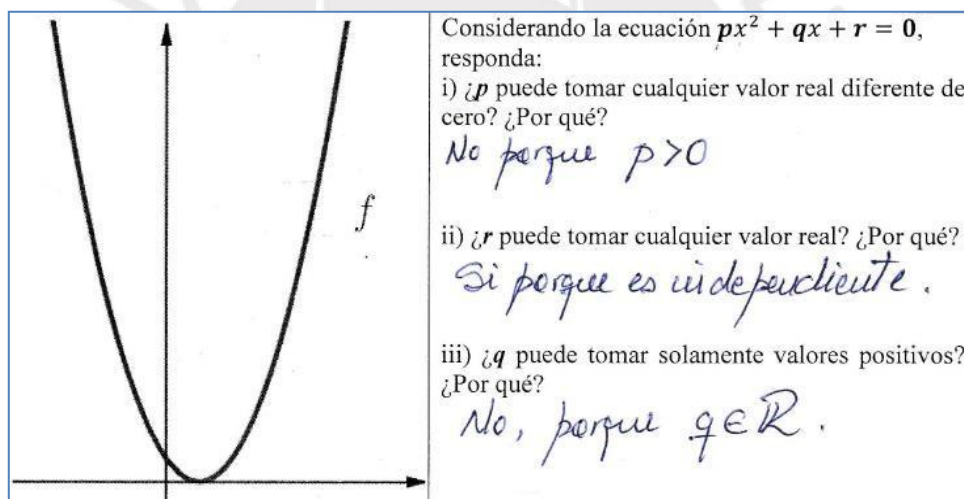 Considerando la ecuación px² + qx + r = 0,
responda:
i) ¿p puede tomar cualquier valor real diferente de
cero? ¿Por qué?
No porque p>0
f
ii) ¿r puede tomar cualquier valor real? ¿Por qué?
Si porque es independiente.
iii) ¿q puede tomar solamente valores positivos?
¿Por qué?
No, porque q∈ℝ.